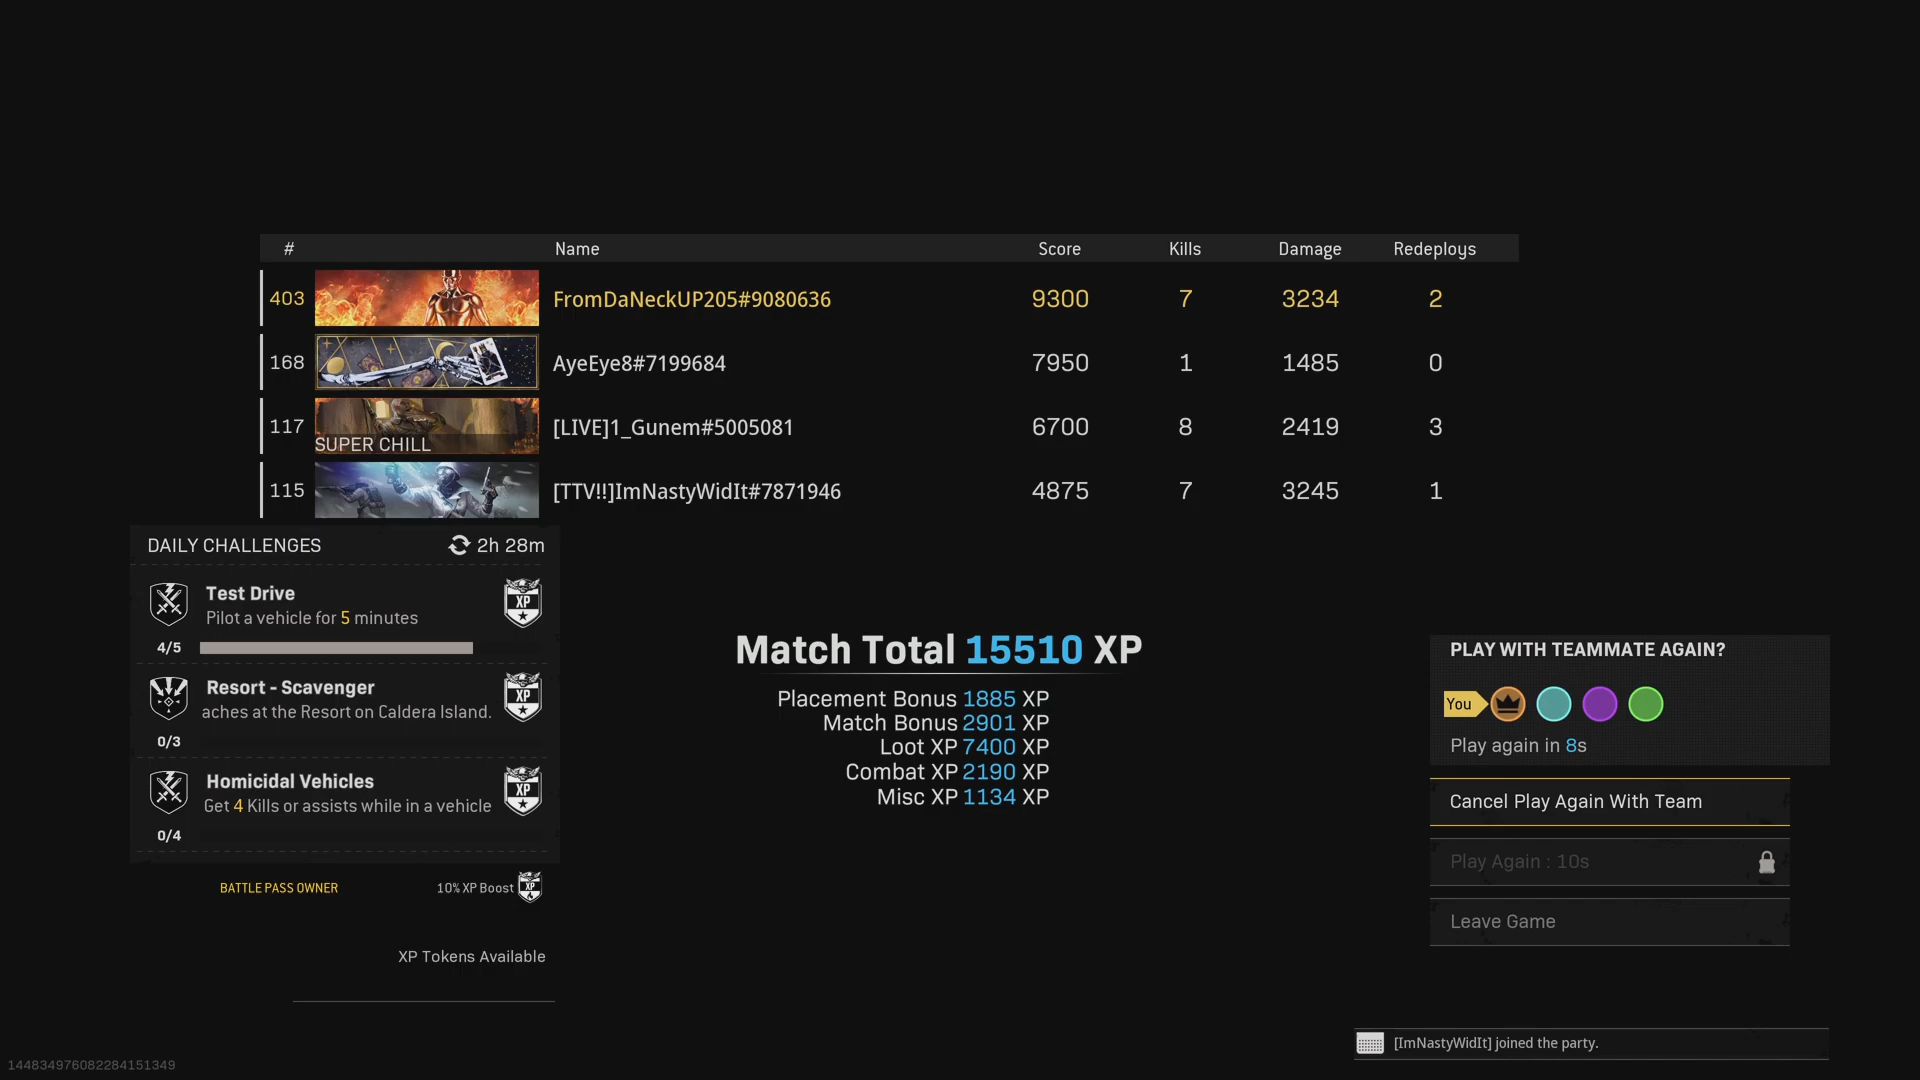 # Name Score Kills Damage Redeploys
403 FromDaNeckUP205#9080636 9300 7 3234 2
168 AyeEye8#7199684 7950 1 1485 0
117 SUPER CHILL [LIVE]1_Gunem#5005081 6700 8 2419 3
115 [TTV!!]ImNastyWidIt#7871946 4875 7 3245 1
DAILY CHALLENGES 2h 28m
Test Drive
Pilot a vehicle for 5 minutes
XP
4/5
Resort - Scavenger
aches at the Resort on Caldera Island.
XP
0/3
Homicidal Vehicles
Get 4 Kills or assists while in a vehicle
XP
0/4
BATTLE PASS OWNER 10% XP Boost XP
XP Tokens Available
Match Total 15510 XP
Placement Bonus 1885 XP
Match Bonus 2901 XP
Loot XP 7400 XP
Combat XP 2190 XP
Misc XP 1134 XP
PLAY WITH TEAMMATE AGAIN?
You
Play again in 8s
Cancel Play Again With Team
Play Again : 10s
Leave Game
[ImNastyWidIt] joined the party.
144834976082284151349